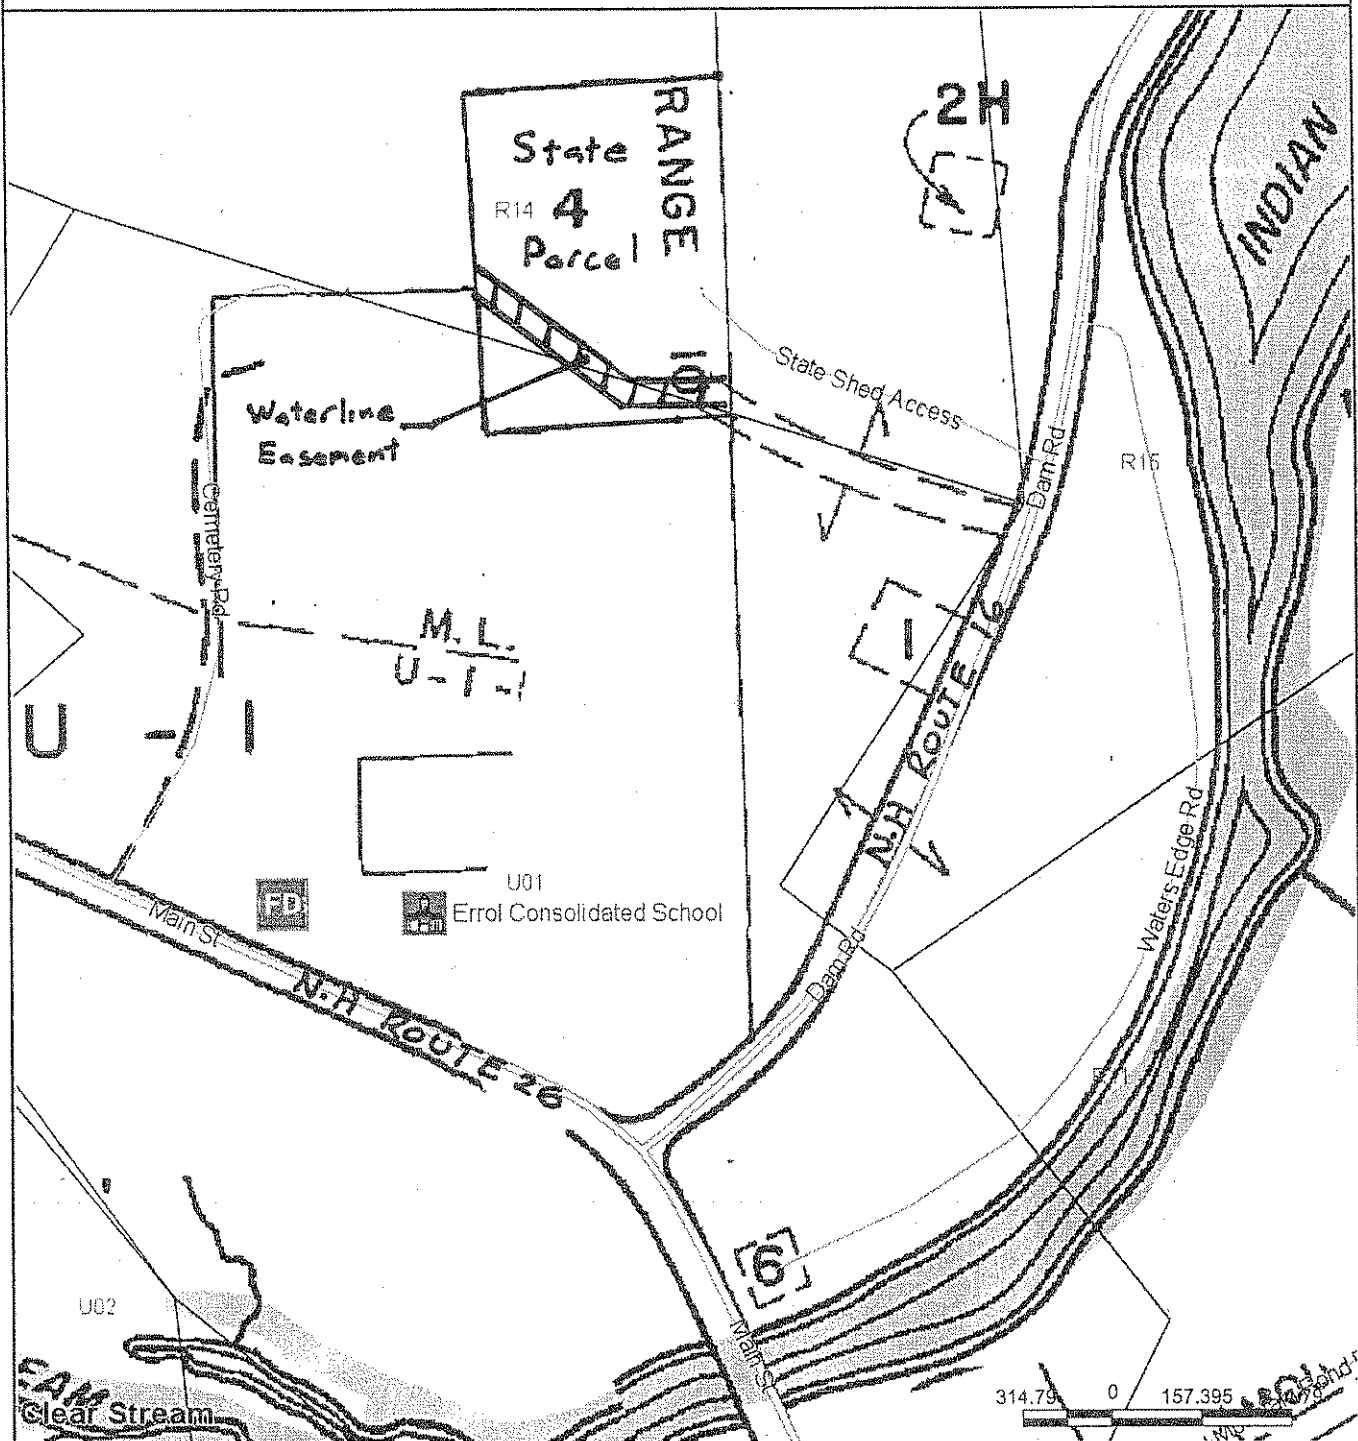 2H
RANGE
State
R14 4
Parcel
INDIAN
10
State Shed Access
Waterline
Easement
Dam Rd
R15
Cemetery Rd
M. L.
U-1-1
1
N.H ROUTE 16
U - 1
Waters Edge Rd
U01
FD
Errol Consolidated School
Main St
Dam Rd
N.H ROUTE 26
6
U02
Main St
Clear Stream
314.79 0 157.395